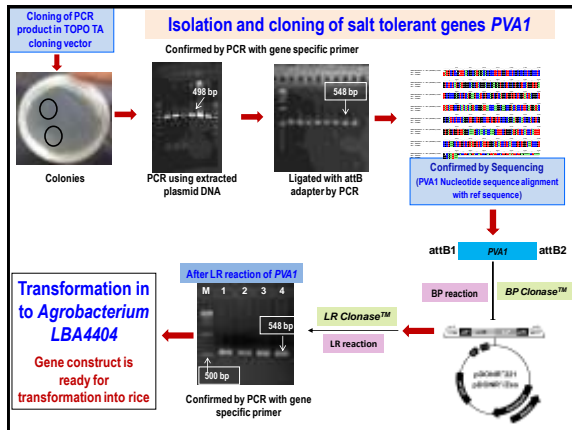 Cloning of PCR
product in TOPO TA
cloning vector
Isolation and cloning of salt tolerant genes PVA1
Confirmed by PCR with gene specific primer
498 bp
548 bp
Colonies
PCR using extracted
plasmid DNA
Ligated with attB
adapter by PCR
Confirmed by Sequencing
(PVA1 Nucleotide sequence alignment
with ref sequence)
attB1
PVA1
attB2
BP reaction
BP Clonase™
LR Clonase™
LR reaction
After LR reaction of PVA1
M 1 2 3 4
548 bp
500 bp
Confirmed by PCR with gene
specific primer
Transformation in
to Agrobacterium
LBA4404
Gene construct is
ready for
transformation into rice